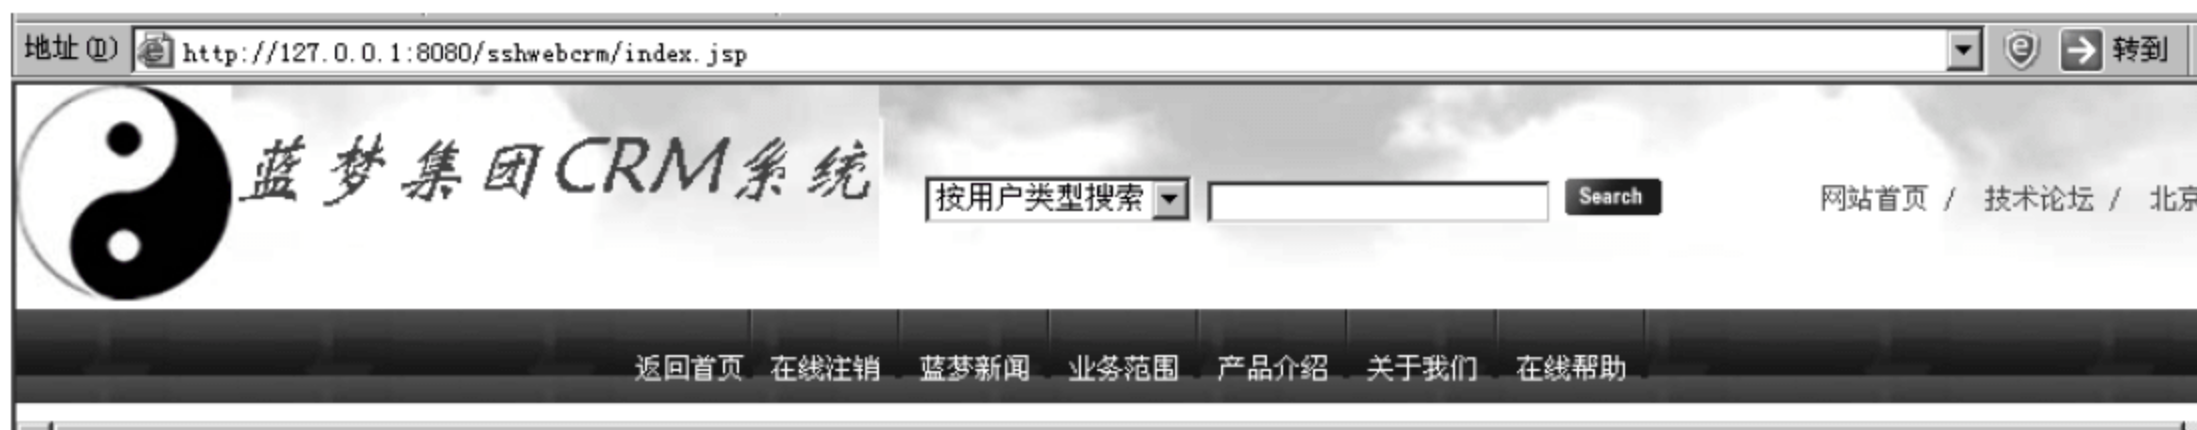 地址(D) http://127.0.0.1:8080/sshwebcrm/index.jsp 转到
蓝梦集团CRM系统
按用户类型搜索 Search 网站首页 / 技术论坛 / 北京
返回首页 在线注销 蓝梦新闻 业务范围 产品介绍 关于我们 在线帮助